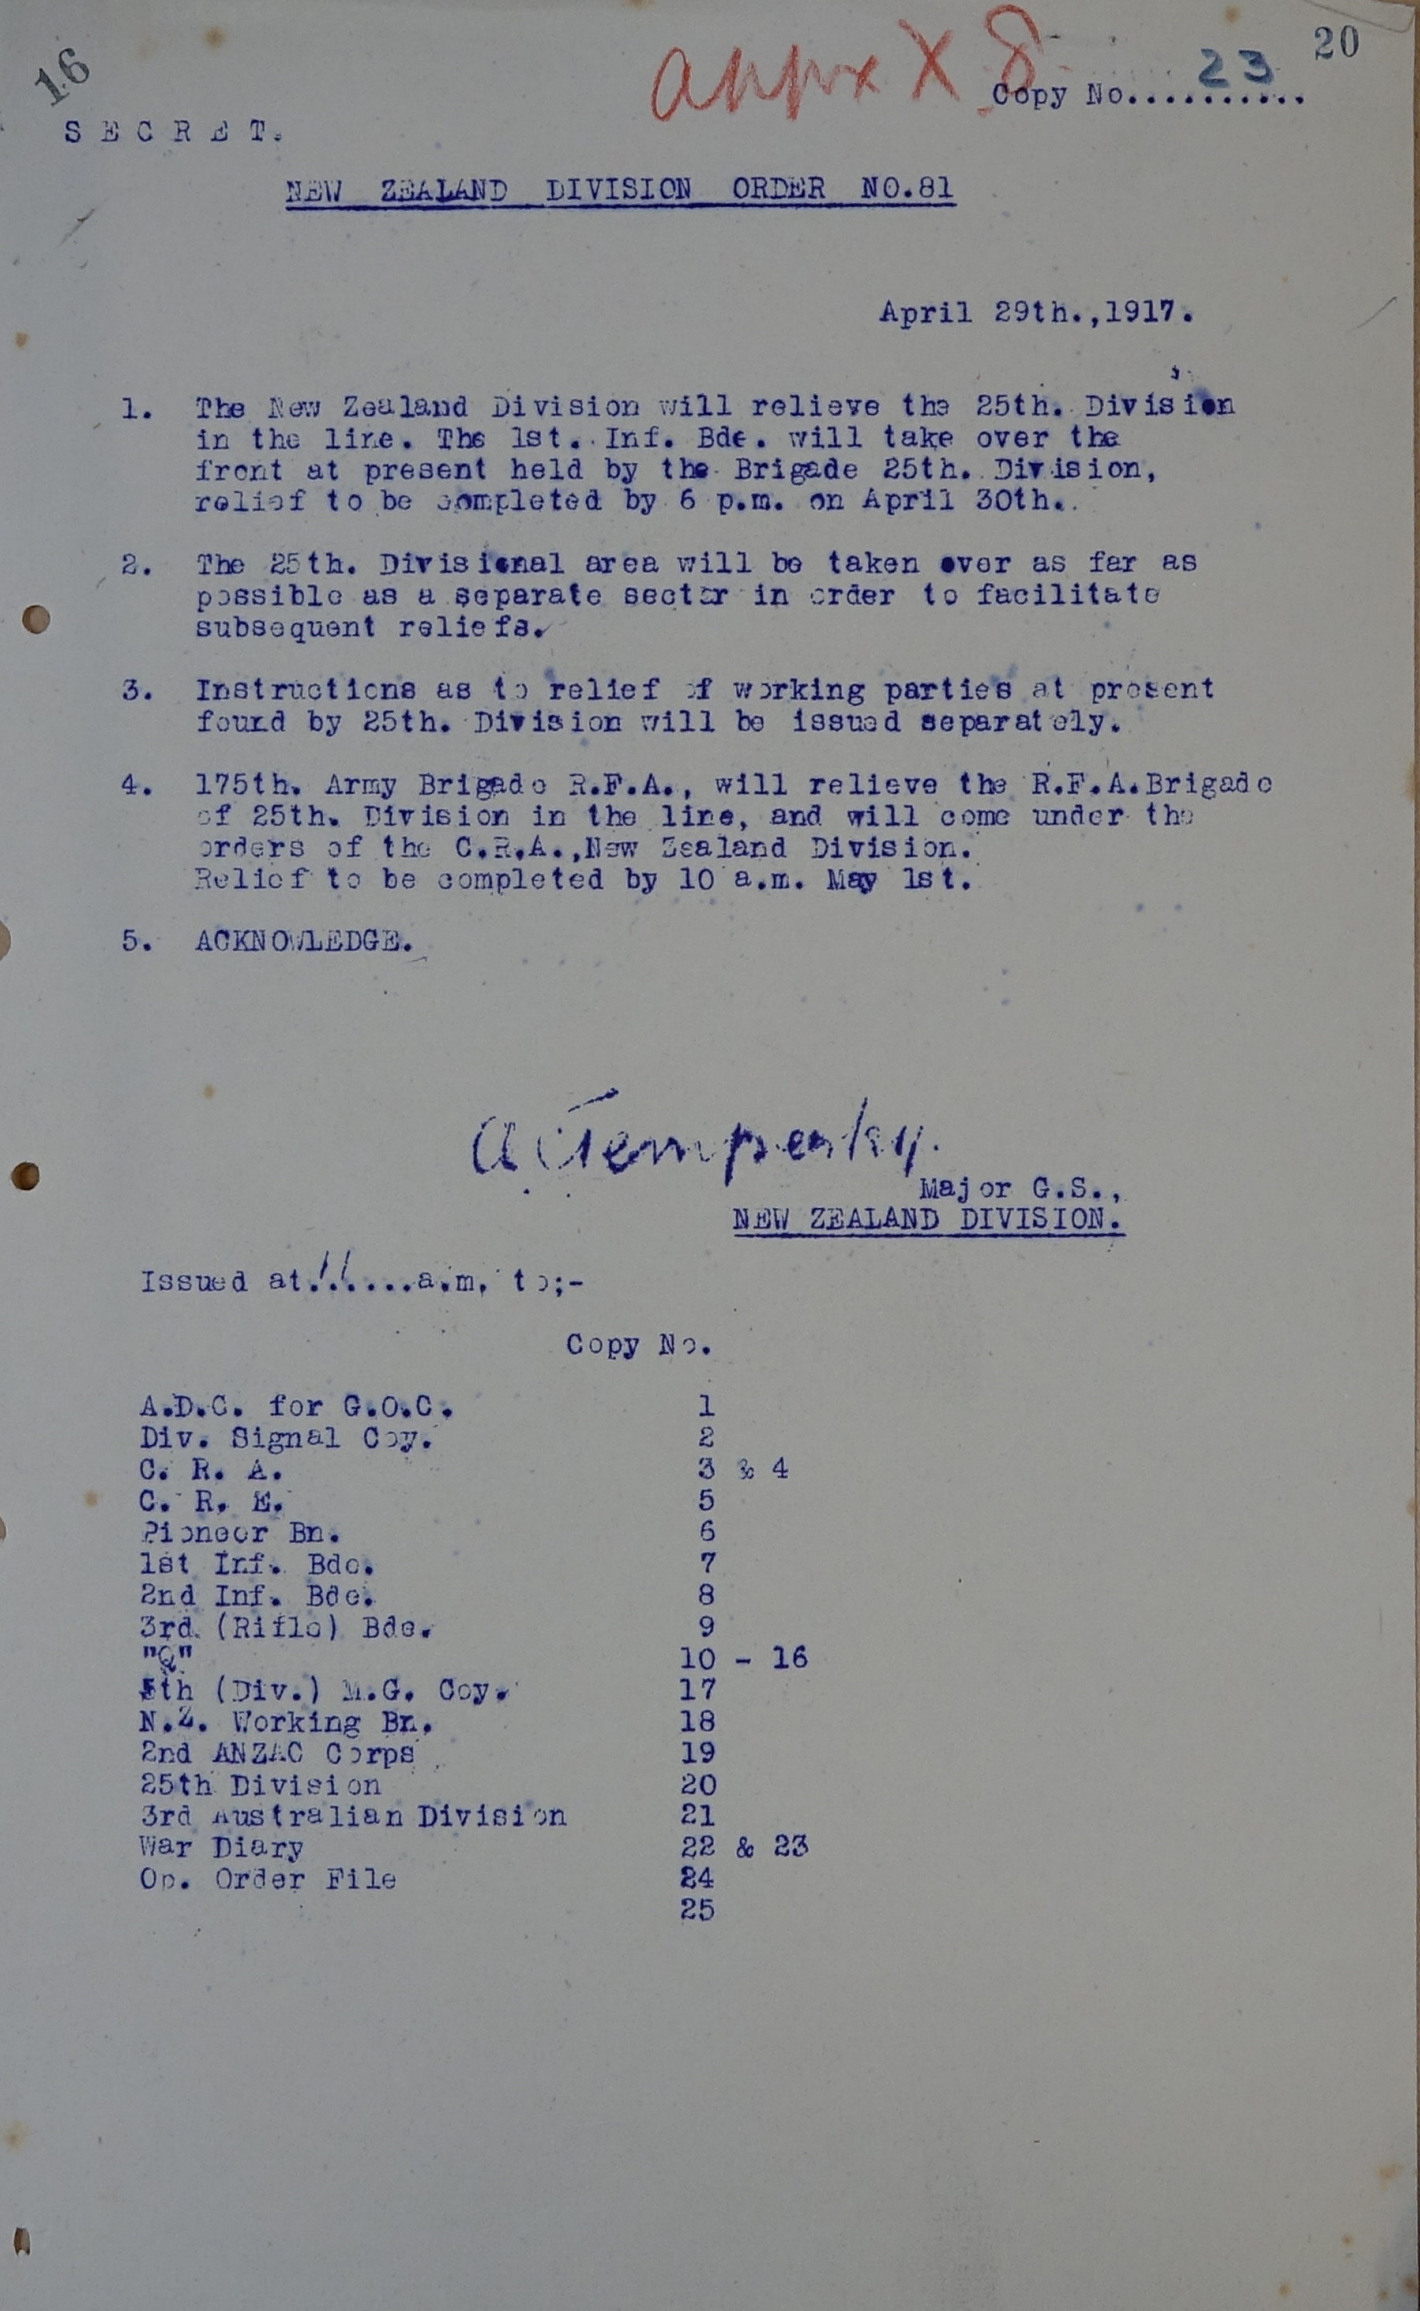 16
20
appx X 8
Copy No..........
23
S E C R E T.
NEW ZEALAND DIVISION ORDER NO.81
April 29th.,1917.
1. The New Zealand Division will relieve the 25th. Division
in the line. The 1st. Inf. Bde. will take over the
front at present held by the Brigade 25th. Division,
relief to be completed by 6 p.m. on April 30th.
2. The 25th. Divisional area will be taken over as far as
possible as a separate sector in order to facilitate
subsequent reliefs.
3. Instructions as to relief of working parties at present
found by 25th. Division will be issued separately.
4. 175th. Army Brigade R.F.A., will relieve the R.F.A.Brigade
of 25th. Division in the line, and will come under the
orders of the C.R.A.,New Zealand Division.
Relief to be completed by 10 a.m. May 1st.
5. ACKNOWLEDGE.
A C Temperley.
Major G.S.,
NEW ZEALAND DIVISION.
Issued at.11....a.m. to;-
Copy No.
A.D.C. for G.O.C. 1
Div. Signal Coy. 2
C. R. A. 3 & 4
C. R. E. 5
Pioneer Bn. 6
1st Inf. Bde. 7
2nd Inf. Bde. 8
3rd. (Rifle) Bde. 9
"Q" 10 - 16
5th (Div.) M.G. Coy. 17
N.Z. Working Bn. 18
2nd ANZAC Corps 19
25th Division 20
3rd Australian Division 21
War Diary 22 & 23
Op. Order File 24
25